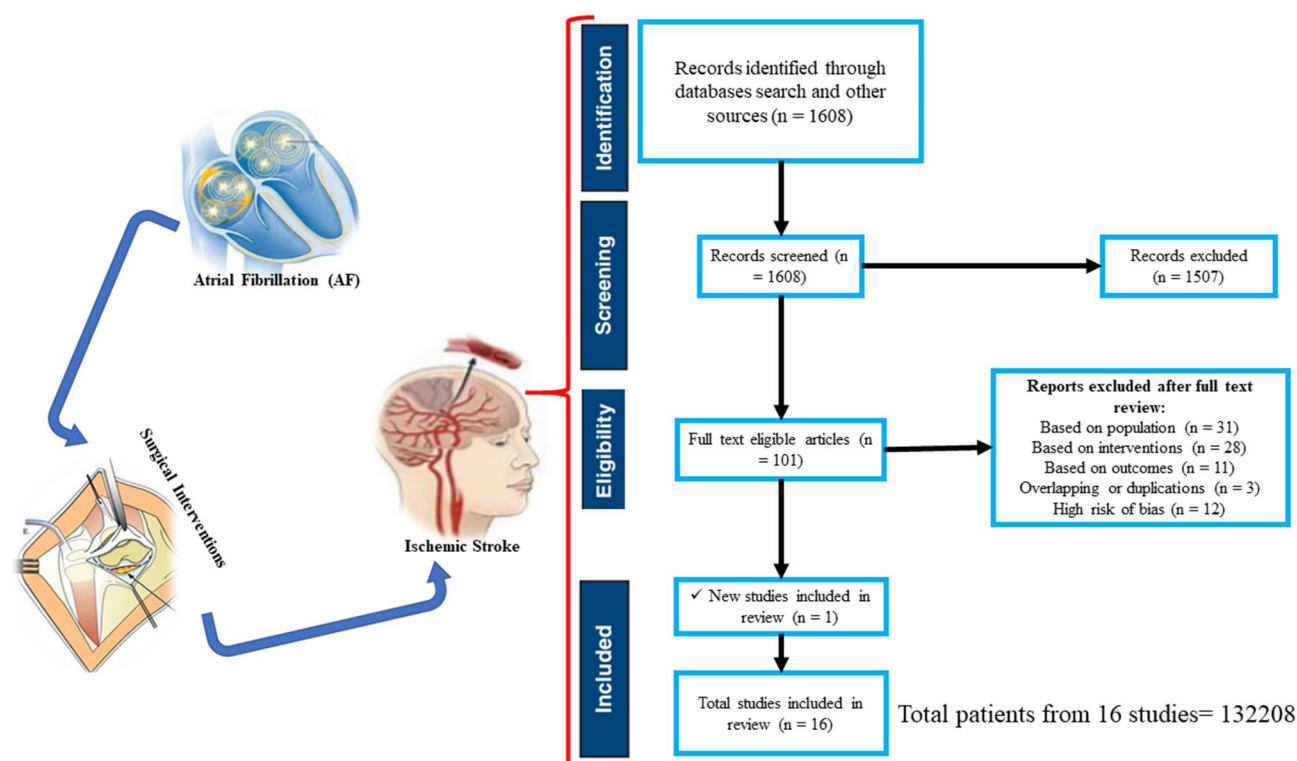 Atrial Fibrillation (AF)
Surgical Interventions
Ischemic Stroke
Identification
Records identified through
databases search and other
sources (n = 1608)
Screening
Records screened (n
= 1608)
Records excluded
(n = 1507)
Eligibility
Full text eligible articles (n
= 101)
Reports excluded after full text
review:
Based on population (n = 31)
Based on interventions (n = 28)
Based on outcomes (n = 11)
Overlapping or duplications (n = 3)
High risk of bias (n = 12)
Included
✓ New studies included in
review (n = 1)
Total studies included in
review (n = 16)
Total patients from 16 studies= 132208